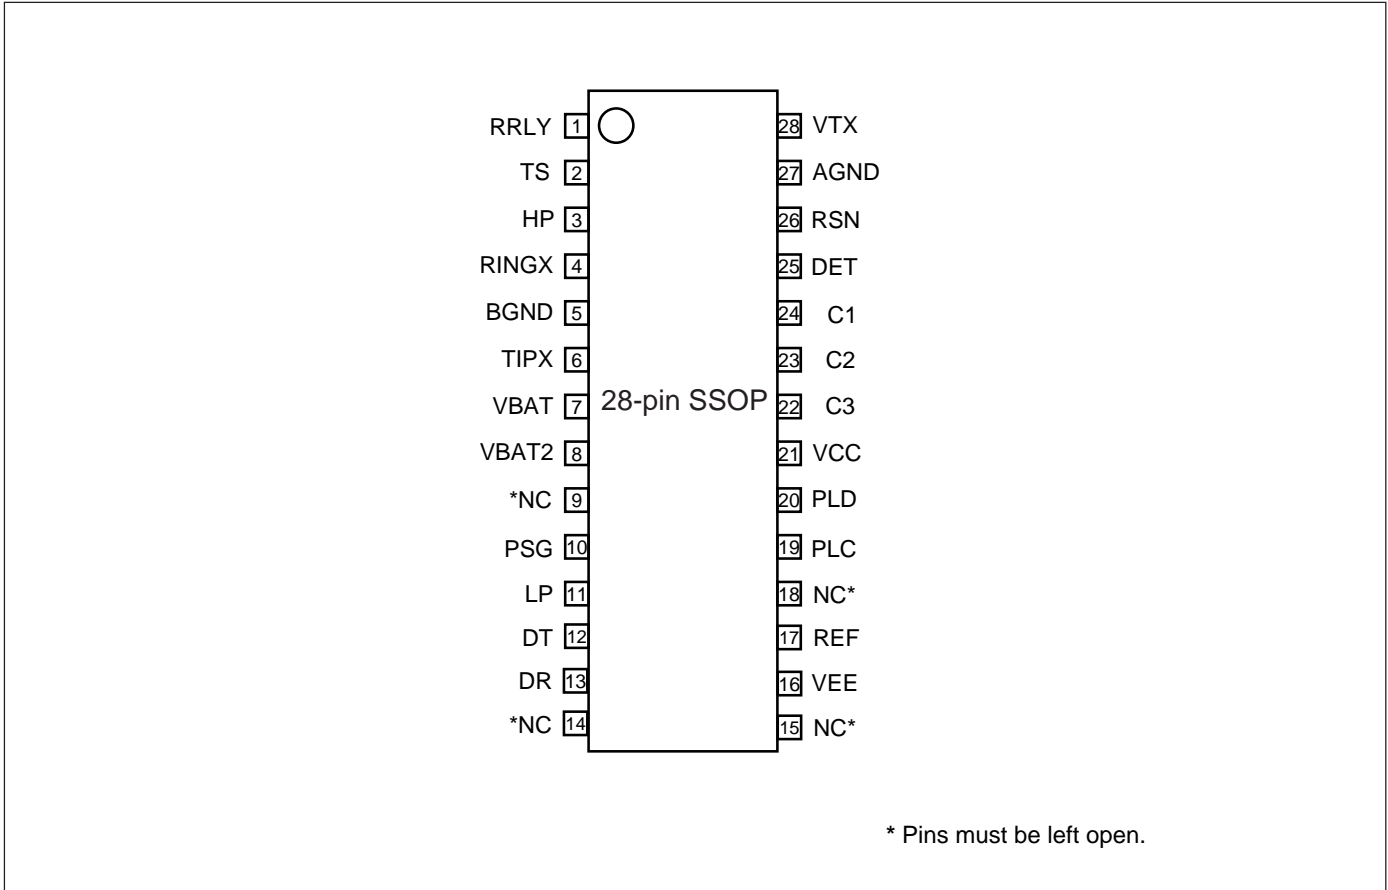 RRLY 1 28 VTX
TS 2 27 AGND
HP 3 26 RSN
RINGX 4 25 DET
BGND 5 24 C1
TIPX 6 23 C2
VBAT 7 28-pin SSOP 22 C3
VBAT2 8 21 VCC
*NC 9 20 PLD
PSG 10 19 PLC
LP 11 18 NC*
DT 12 17 REF
DR 13 16 VEE
*NC 14 15 NC*
* Pins must be left open.